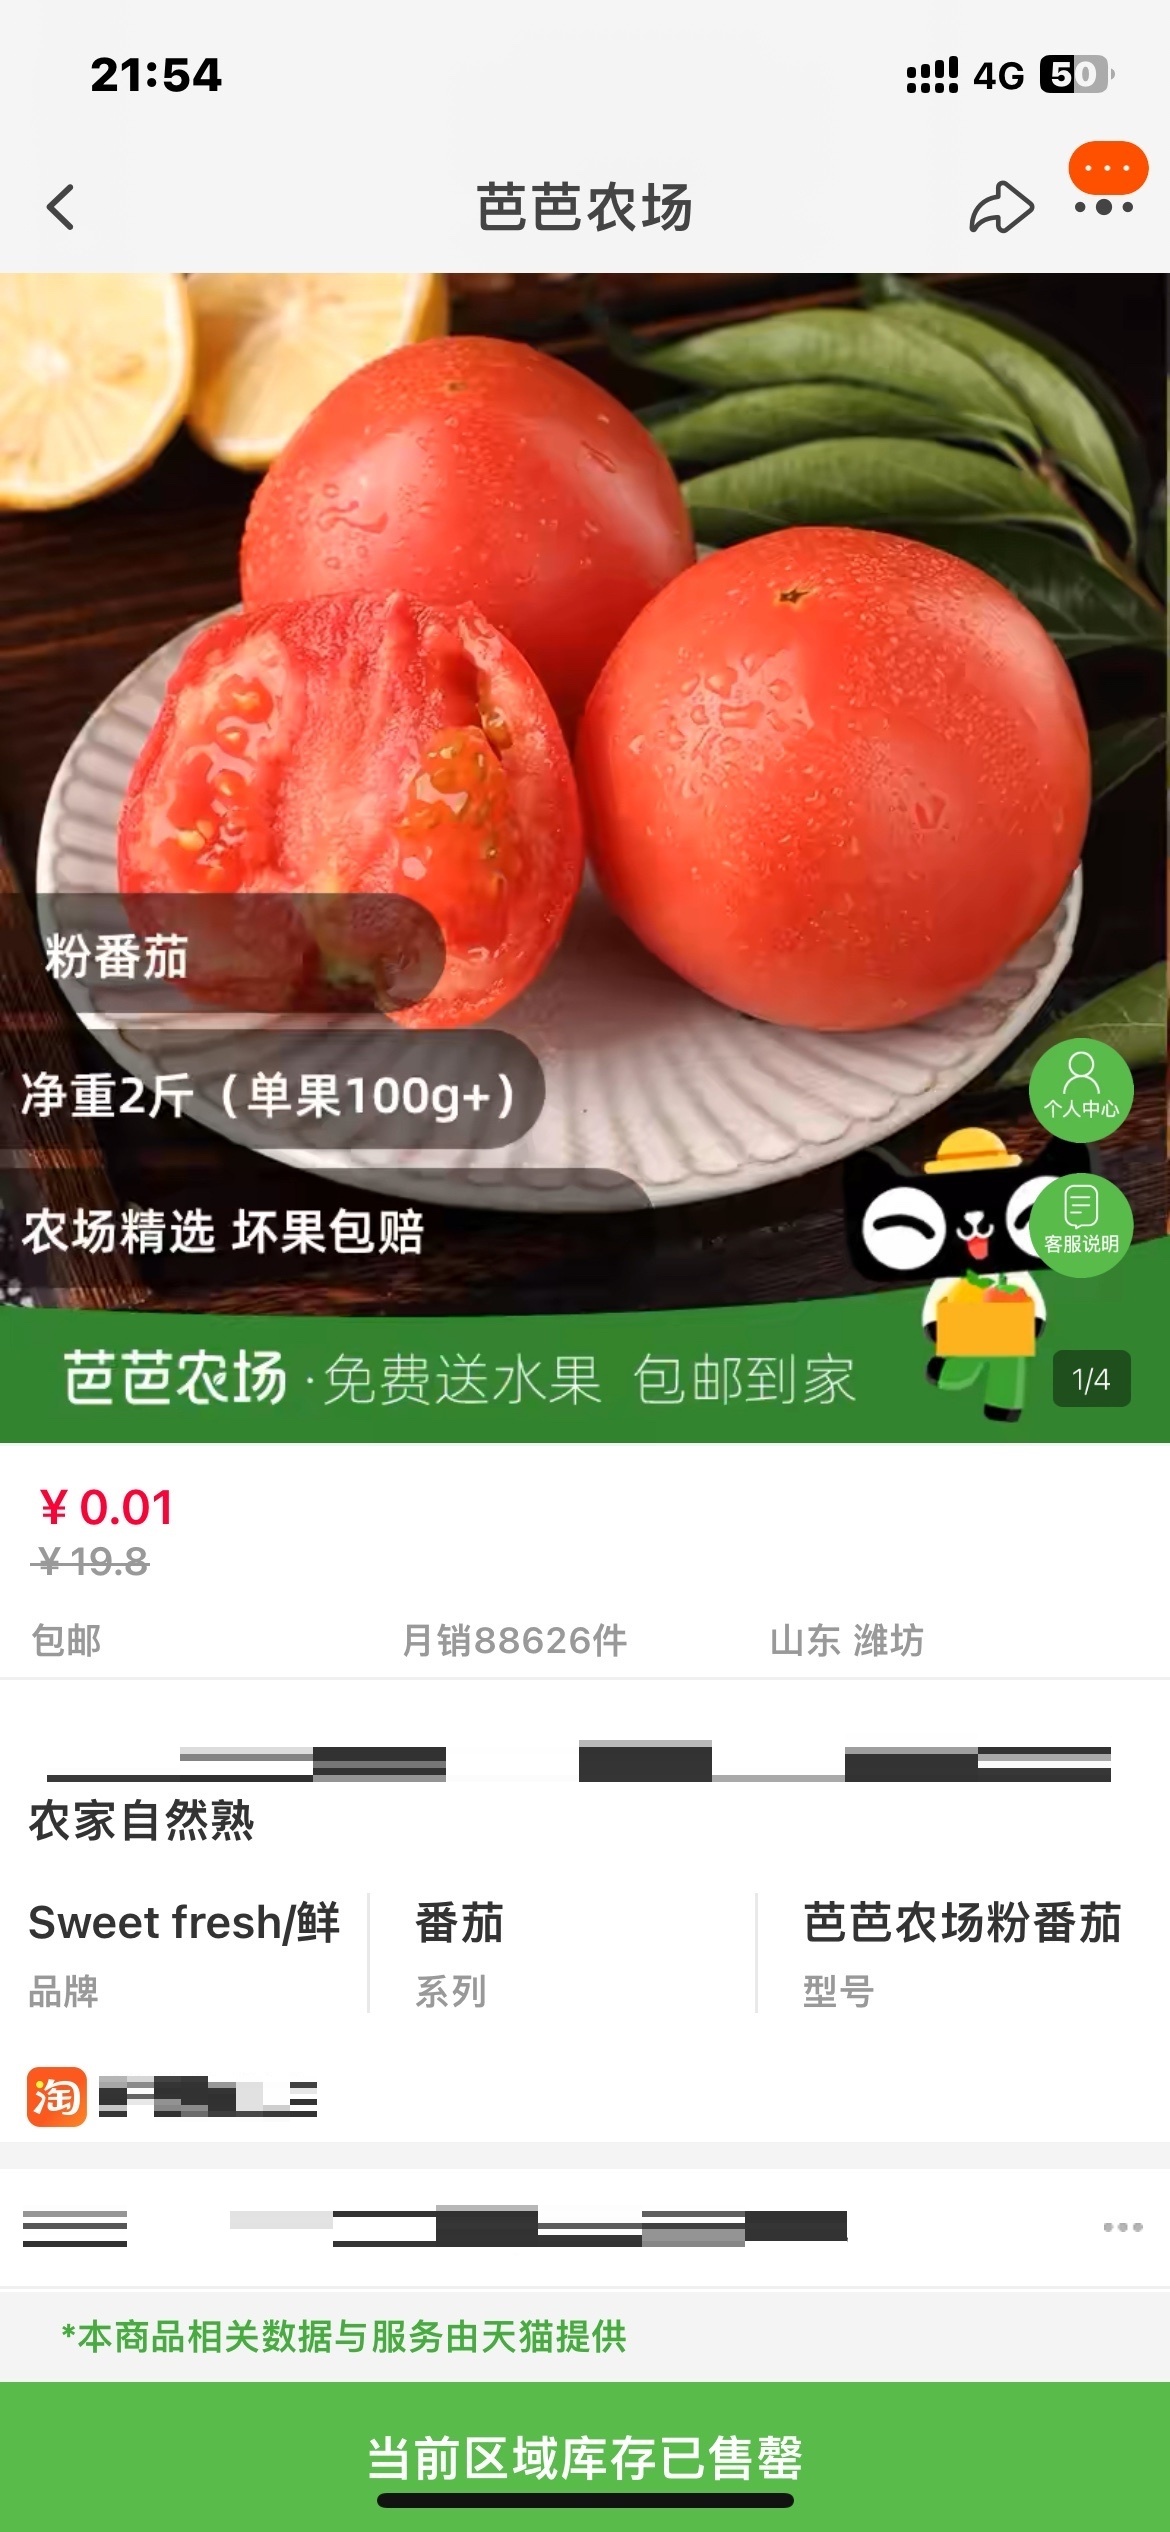 21:54
4G 50
芭芭农场
粉番茄
净重2斤（单果100g+）
农场精选 坏果包赔
个人中心
客服说明
芭芭农场·免费送水果 包邮到家
1/4
¥ 0.01
¥ 19.8
包邮 月销88626件 山东 潍坊
农家自然熟
Sweet fresh/鲜 番茄 芭芭农场粉番茄
品牌 系列 型号
淘
*本商品相关数据与服务由天猫提供
当前区域库存已售罄